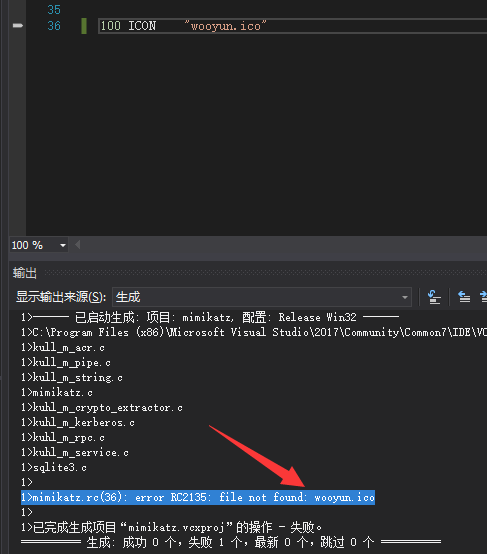 35
36 100 ICON "wooyun.ico"
100 %
输出
显示输出来源(S): 生成
1>------ 已启动生成: 项目: mimikatz, 配置: Release Win32 ------
1>C:\Program Files (x86)\Microsoft Visual Studio\2017\Community\Common7\IDE\VC
1>kull_m_acr.c
1>kull_m_pipe.c
1>kull_m_string.c
1>mimikatz.c
1>kuhl_m_crypto_extractor.c
1>kuhl_m_kerberos.c
1>kuhl_m_rpc.c
1>kuhl_m_service.c
1>sqlite3.c
1>
1>mimikatz.rc(36): error RC2135: file not found: wooyun.ico
1>
1>已完成生成项目“mimikatz.vcxproj”的操作 - 失败。
========== 生成: 成功 0 个，失败 1 个，最新 0 个，跳过 0 个 ==========